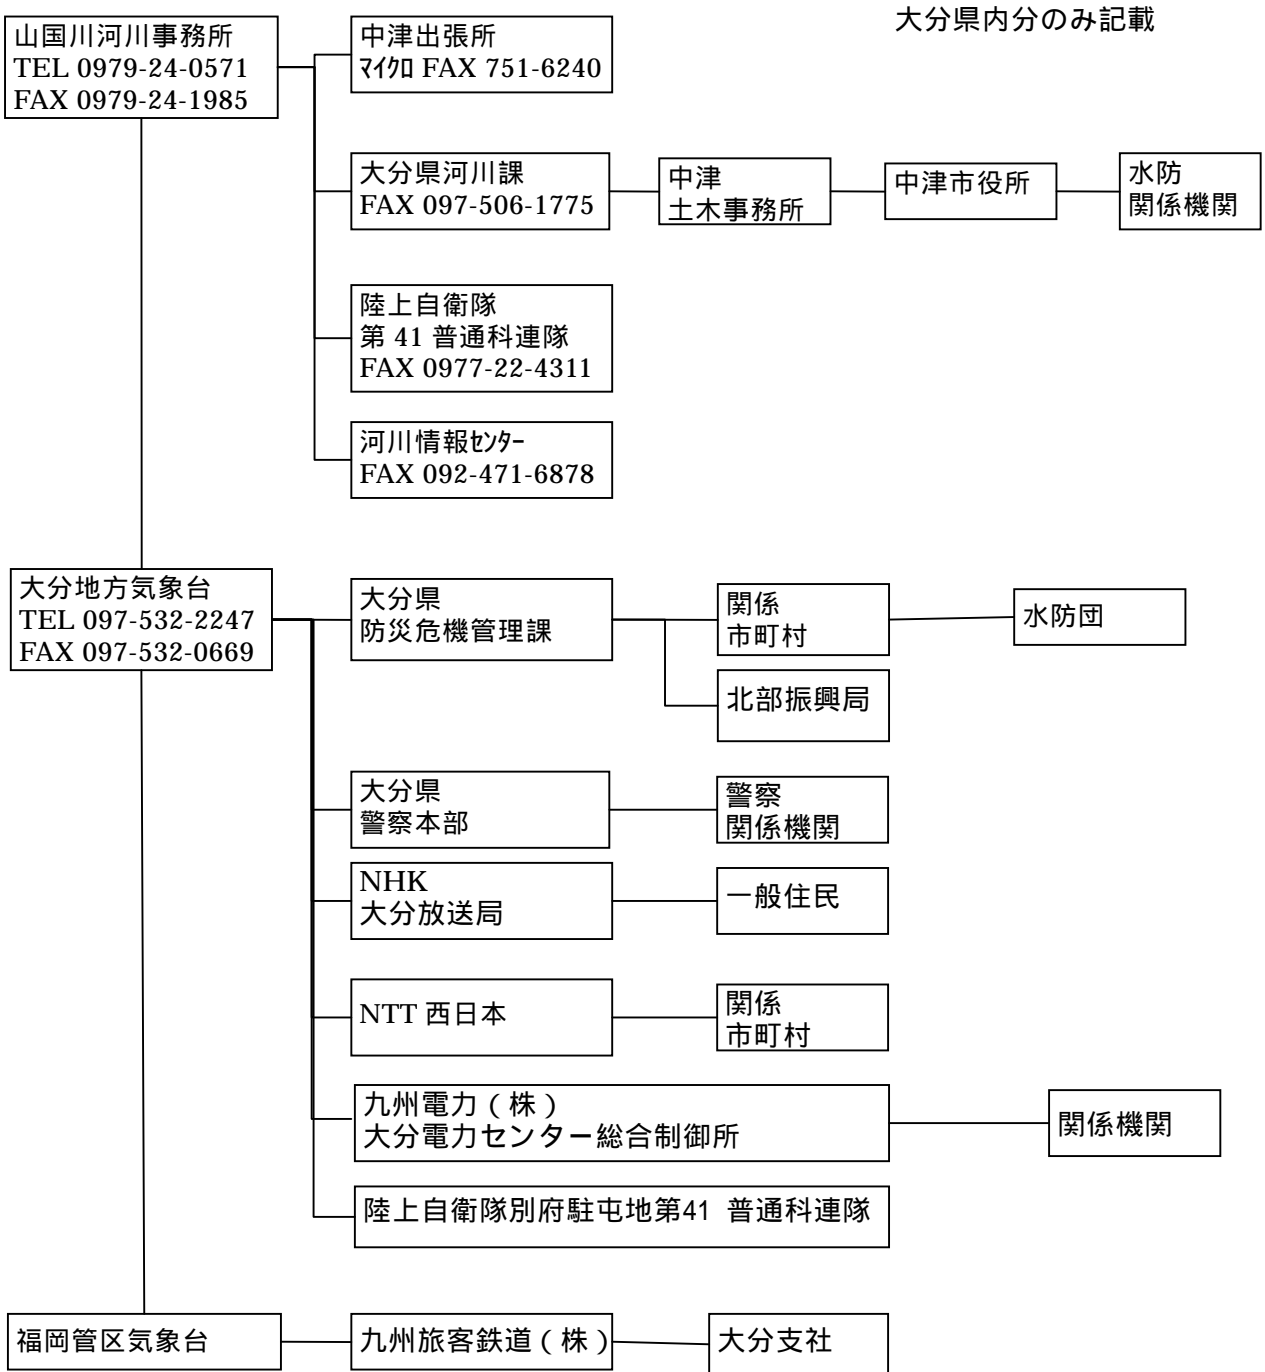 大分県内分のみ記載
山国川河川事務所
TEL 0979-24-0571
FAX 0979-24-1985
中津出張所
ﾏｲｸﾛ FAX 751-6240
大分県河川課
FAX 097-506-1775
中津
土木事務所
中津市役所
水防
関係機関
陸上自衛隊
第 41 普通科連隊
FAX 0977-22-4311
河川情報ｾﾝﾀｰ
FAX 092-471-6878
大分地方気象台
TEL 097-532-2247
FAX 097-532-0669
大分県
防災危機管理課
関係
市町村
水防団
北部振興局
大分県
警察本部
警察
関係機関
NHK
大分放送局
一般住民
NTT 西日本
関係
市町村
九州電力（株）
大分電力センター総合制御所
関係機関
陸上自衛隊別府駐屯地第41 普通科連隊
福岡管区気象台
九州旅客鉄道（株）
大分支社